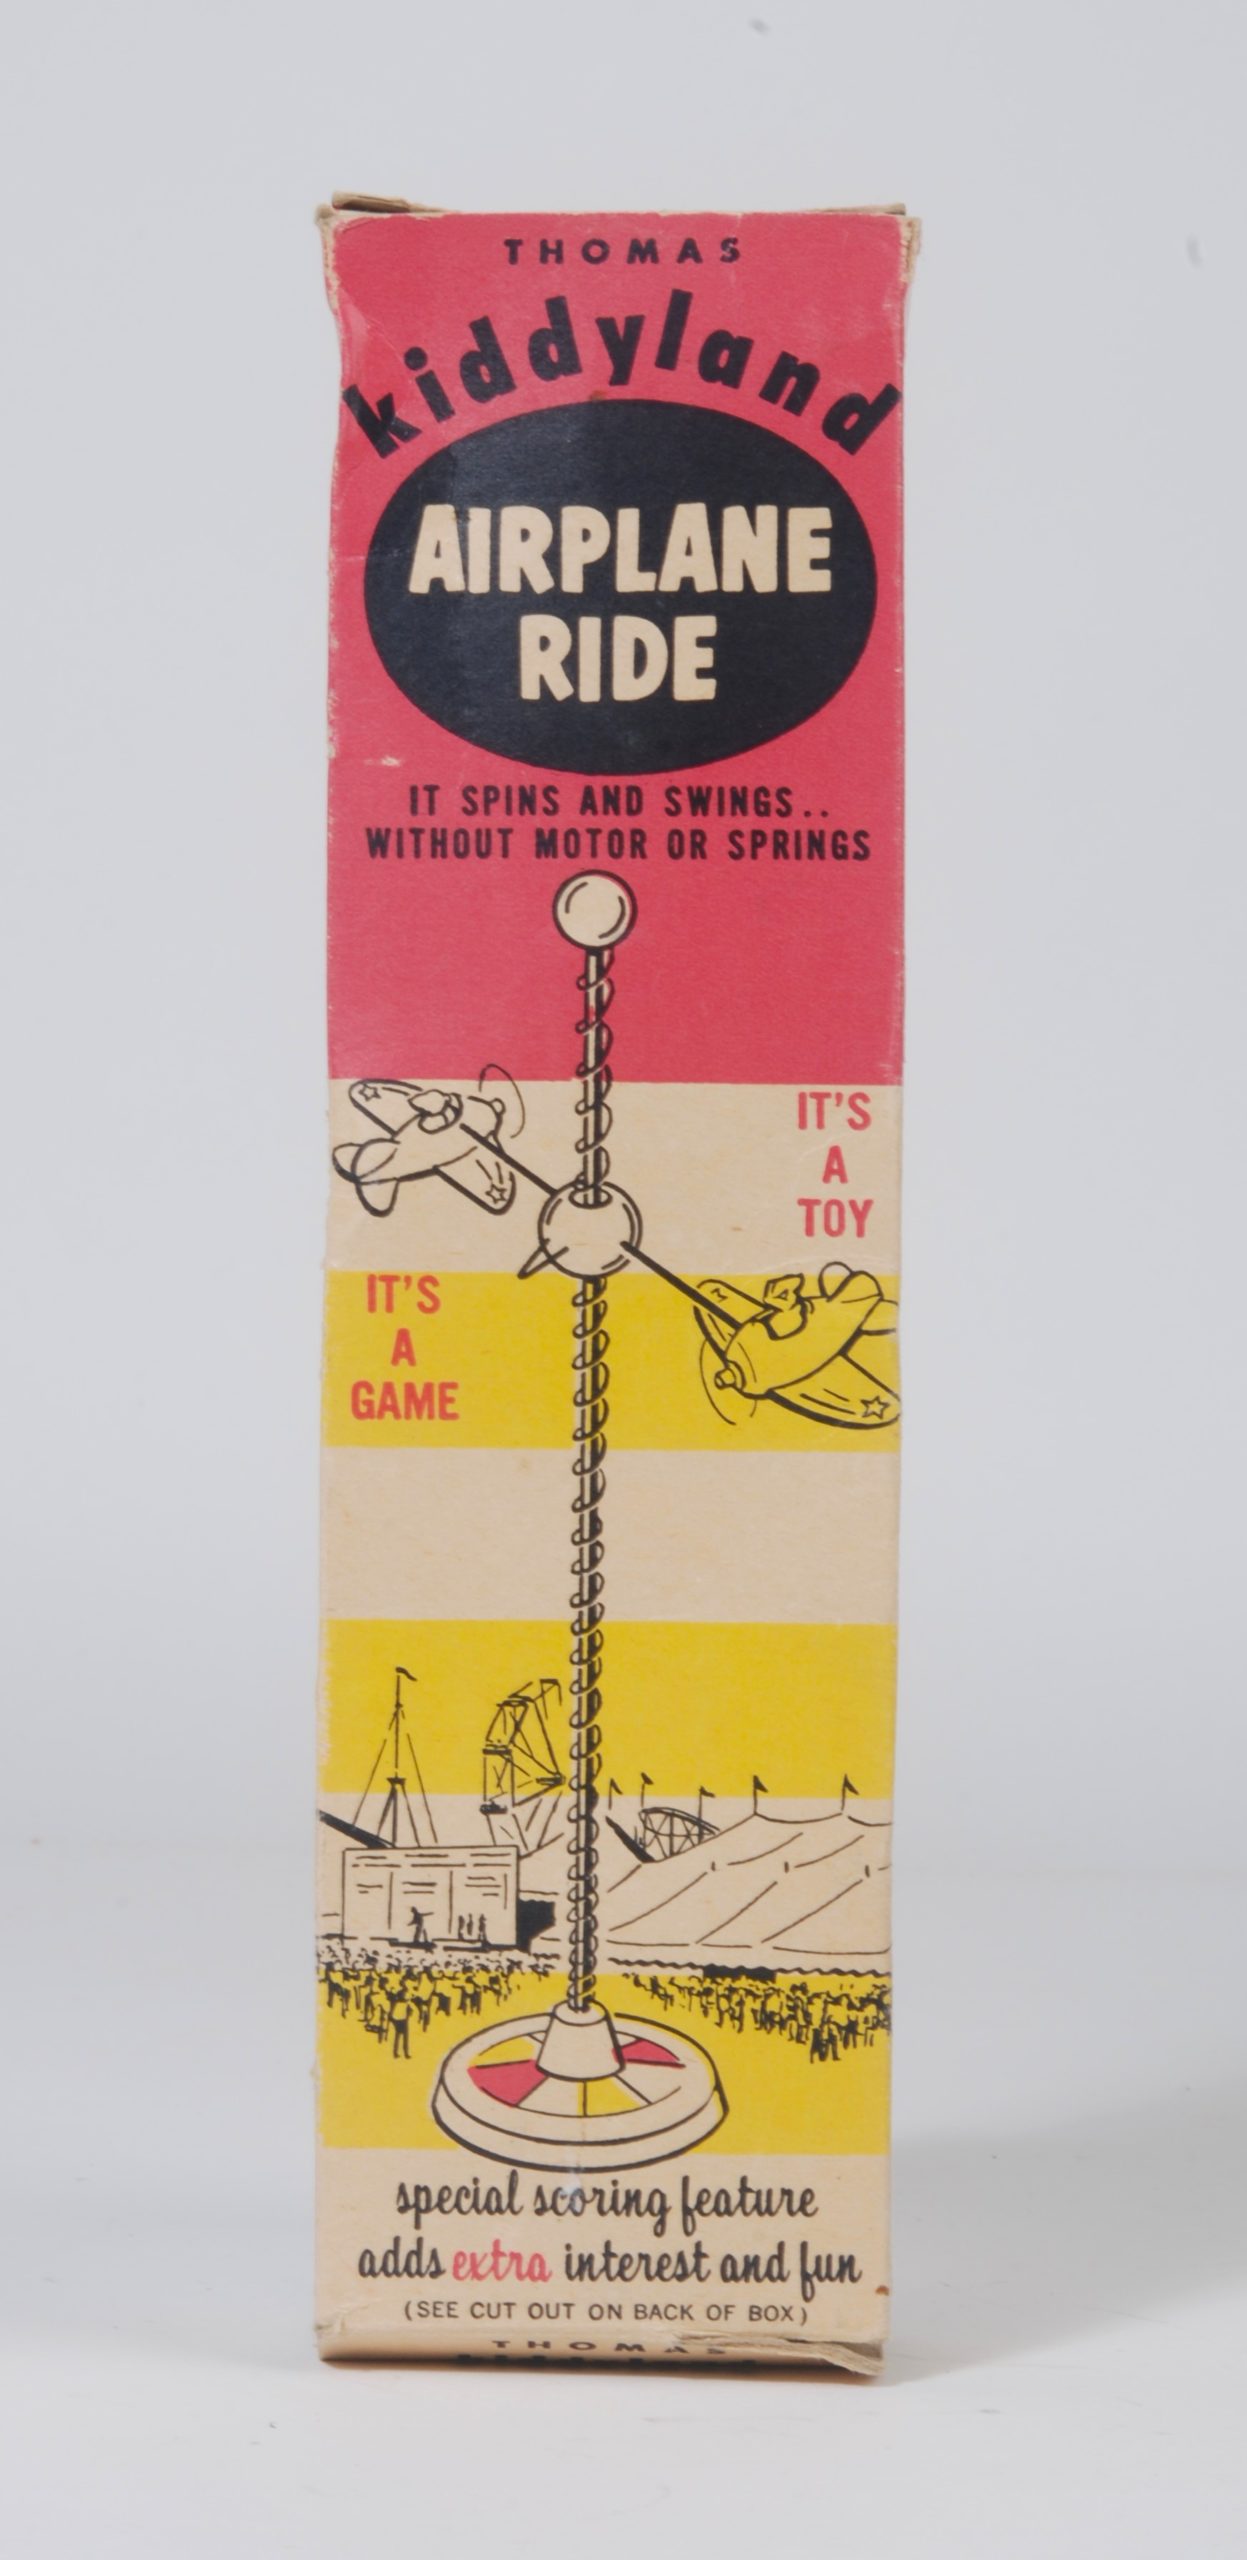 THOMAS
kiddyland
AIRPLANE
RIDE
IT SPINS AND SWINGS..
WITHOUT MOTOR OR SPRINGS
IT'S
A
TOY
IT'S
A
GAME
special scoring feature
adds extra interest and fun
(SEE CUT OUT ON BACK OF BOX)
THOMAS